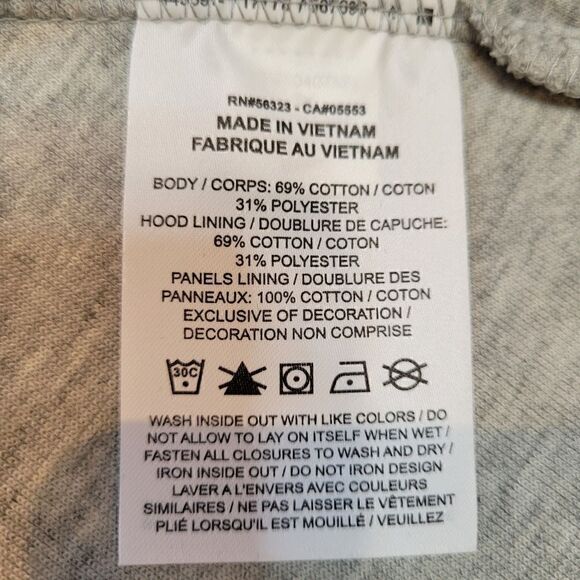 RN#56323 - CA#05553
MADE IN VIETNAM
FABRIQUE AU VIETNAM
BODY / CORPS: 69% COTTON / COTON
31% POLYESTER
HOOD LINING / DOUBLURE DE CAPUCHE:
69% COTTON / COTON
31% POLYESTER
PANELS LINING / DOUBLURE DES
PANNEAUX: 100% COTTON / COTON
EXCLUSIVE OF DECORATION /
DECORATION NON COMPRISE
30C
WASH INSIDE OUT WITH LIKE COLORS / DO
NOT ALLOW TO LAY ON ITSELF WHEN WET /
FASTEN ALL CLOSURES TO WASH AND DRY /
IRON INSIDE OUT / DO NOT IRON DESIGN
LAVER A L'ENVERS AVEC COULEURS
SIMILAIRES / NE PAS LAISSER LE VÊTEMENT
PLIÉ LORSQU'IL EST MOUILLÉ / VEUILLEZ